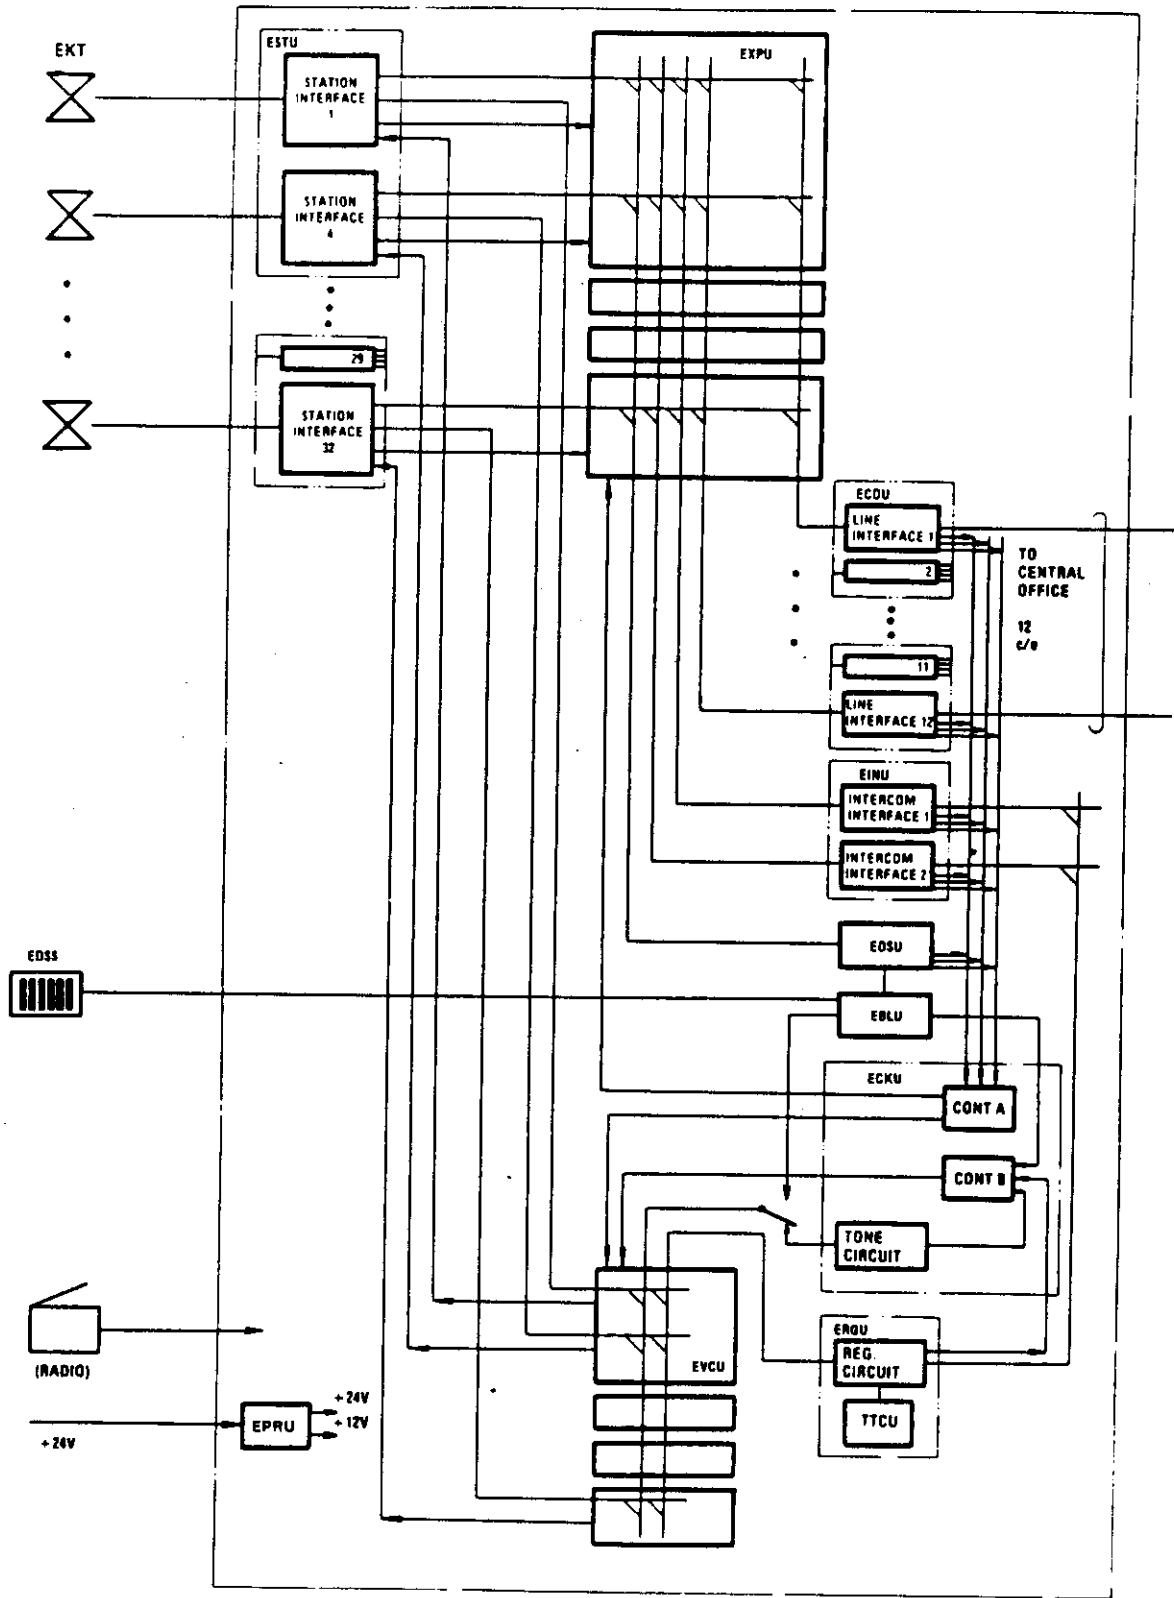 EKT
ESTU
STATION
INTERFACE
1
EXPU
STATION
INTERFACE
4
29
STATION
INTERFACE
32
ECOU
LINE
INTERFACE 1
2
TO
CENTRAL
OFFICE
12
c/o
11
LINE
INTERFACE 12
EINU
INTERCOM
INTERFACE 1
INTERCOM
INTERFACE 2
EDSS
EDSU
EBLU
ECKU
CONT A
CONT B
TONE
CIRCUIT
(RADIO)
EVCU
ERGU
REG.
CIRCUIT
TTCU
+24V
EPRU
+24V
+12V